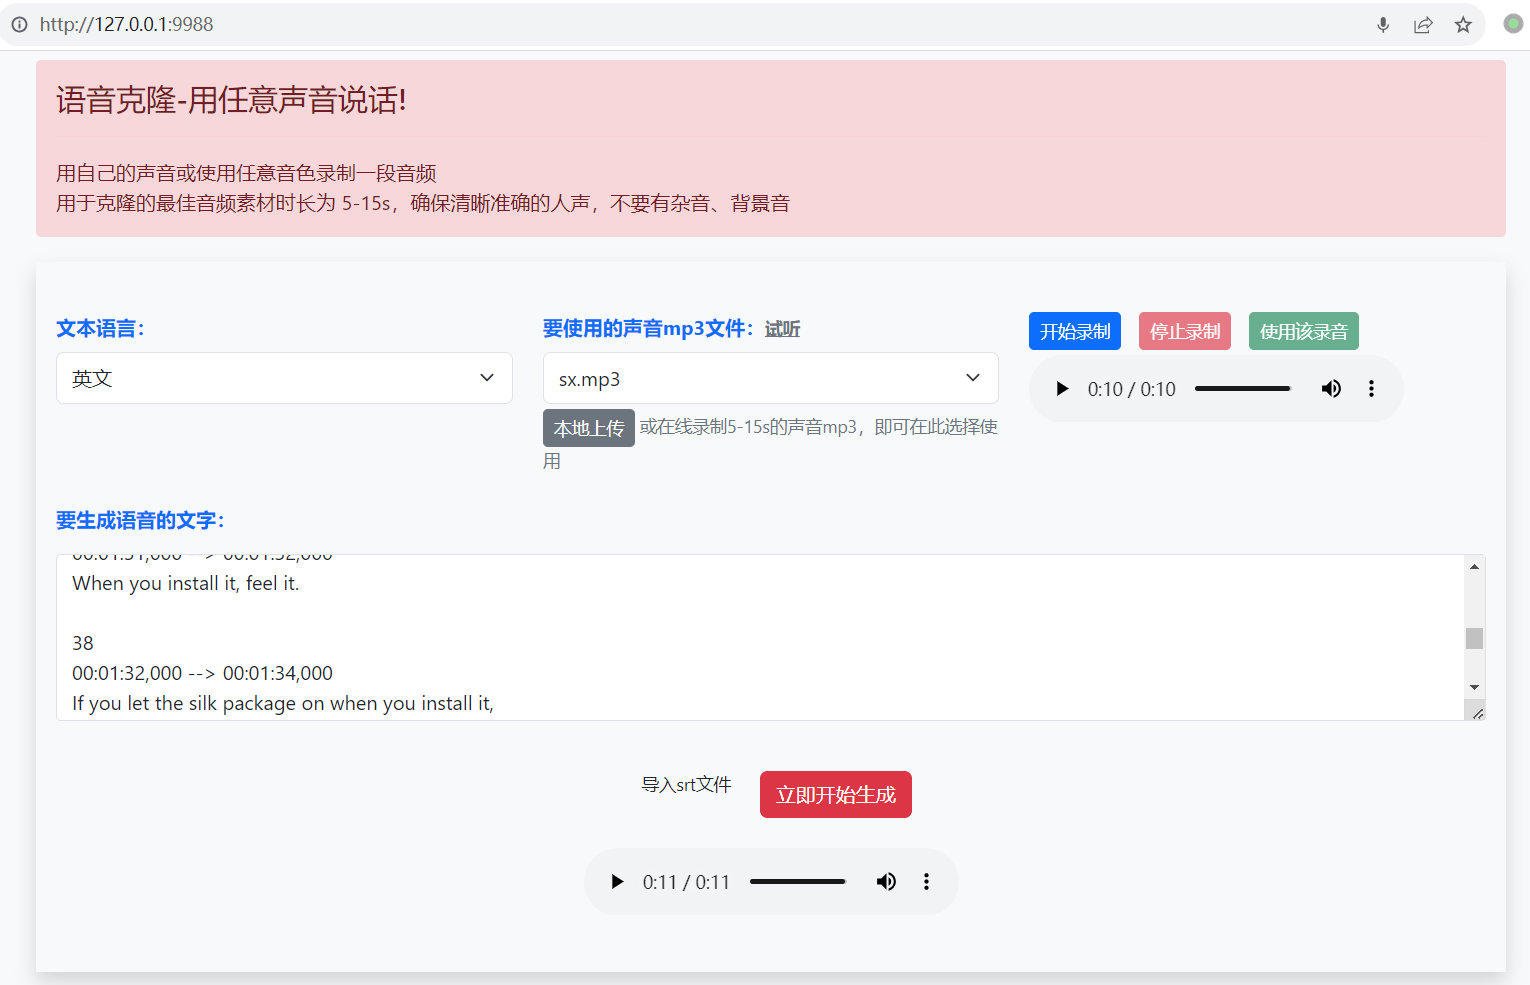 http://127.0.0.1:9988
语音克隆-用任意声音说话!
用自己的声音或使用任意音色录制一段音频
用于克隆的最佳音频素材时长为 5-15s，确保清晰准确的人声，不要有杂音、背景音
文本语言：
英文
要使用的声音mp3文件：试听
sx.mp3
本地上传 或在线录制5-15s的声音mp3，即可在此选择使
用
开始录制 停止录制 使用该录音
0:10 / 0:10
要生成语音的文字：
00:01:31,000 --> 00:01:32,000
When you install it, feel it.
38
00:01:32,000 --> 00:01:34,000
If you let the silk package on when you install it,
导入srt文件 立即开始生成
0:11 / 0:11